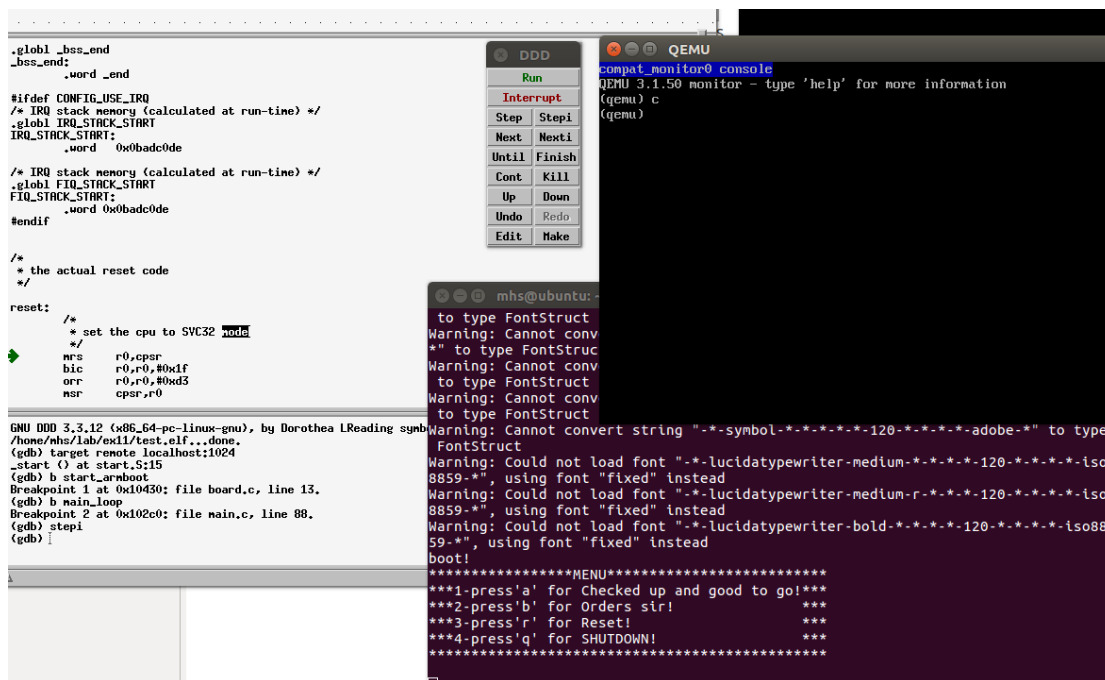 .globl _bss_end
_bss_end:
.word _end
#ifdef CONFIG_USE_IRQ
/* IRQ stack memory (calculated at run-time) */
.globl IRQ_STACK_START
IRQ_STACK_START:
.word 0x0badc0de
/* IRQ stack memory (calculated at run-time) */
.globl FIQ_STACK_START
FIQ_STACK_START:
.word 0x0badc0de
#endif
/*
* the actual reset code
*/
reset:
/*
* set the cpu to SVC32 mode
*/
mrs r0,cpsr
bic r0,r0,#0x1f
orr r0,r0,#0xd3
msr cpsr,r0
GNU DDD 3.3.12 (x86_64-pc-linux-gnu), by Dorothea LReading symb
/home/mhs/lab/ex11/test.elf...done.
(gdb) target remote localhost:1024
_start () at start.S:15
(gdb) b start_armboot
Breakpoint 1 at 0x10430: file board.c, line 13.
(gdb) b main_loop
Breakpoint 2 at 0x102c0: file main.c, line 88.
(gdb) stepi
(gdb)
DDD
Run
Interrupt
Step Stepi
Next Nexti
Until Finish
Cont Kill
Up Down
Undo Redo
Edit Make
QEMU
compat_monitor0 console
QEMU 3.1.50 monitor - type 'help' for more information
(qemu) c
(qemu)
mhs@ubuntu: -
to type FontStruct
Warning: Cannot conv
*" to type FontStruc
Warning: Cannot conv
to type FontStruct
Warning: Cannot conv
to type FontStruct
Warning: Cannot convert string "-*-symbol-*-*-*-*-*-120-*-*-*-*-adobe-*" to type
FontStruct
Warning: Could not load font "-*-lucidatypewriter-medium-*-*-*-*-120-*-*-*-*-iso
8859-*", using font "fixed" instead
Warning: Could not load font "-*-lucidatypewriter-medium-r-*-*-*-120-*-*-*-*-iso
8859-*", using font "fixed" instead
Warning: Could not load font "-*-lucidatypewriter-bold-*-*-*-*-120-*-*-*-*-iso88
59-*", using font "fixed" instead
boot!
******************MENU***************************
***1-press'a' for Checked up and good to go!***
***2-press'b' for Orders sir! ***
***3-press'r' for Reset! ***
***4-press'q' for SHUTDOWN! ***
***********************************************